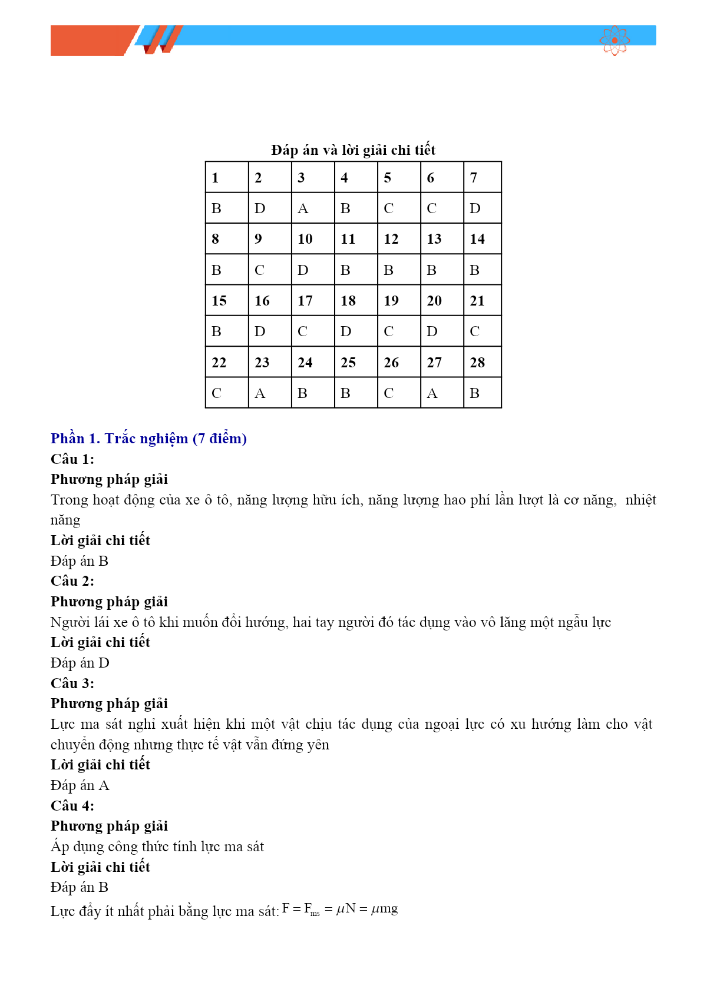 Đáp án và lời giải chi tiết
1 2 3 4 5 6 7
B D A B C C D
8 9 10 11 12 13 14
B C D B B B B
15 16 17 18 19 20 21
B D C D C D C
22 23 24 25 26 27 28
C A B B C A B
Phần 1. Trắc nghiệm (7 điểm)
Câu 1:
Phương pháp giải
Trong hoạt động của xe ô tô, năng lượng hữu ích, năng lượng hao phí lần lượt là cơ năng, nhiệt
năng
Lời giải chi tiết
Đáp án B
Câu 2:
Phương pháp giải
Người lái xe ô tô khi muốn đổi hướng, hai tay người đó tác dụng vào vô lăng một ngẫu lực
Lời giải chi tiết
Đáp án D
Câu 3:
Phương pháp giải
Lực ma sát nghỉ xuất hiện khi một vật chịu tác dụng của ngoại lực có xu hướng làm cho vật
chuyển động nhưng thực tế vật vẫn đứng yên
Lời giải chi tiết
Đáp án A
Câu 4:
Phương pháp giải
Áp dụng công thức tính lực ma sát
Lời giải chi tiết
Đáp án B
Lực đẩy ít nhất phải bằng lực ma sát: F = Fms = μN = μmg